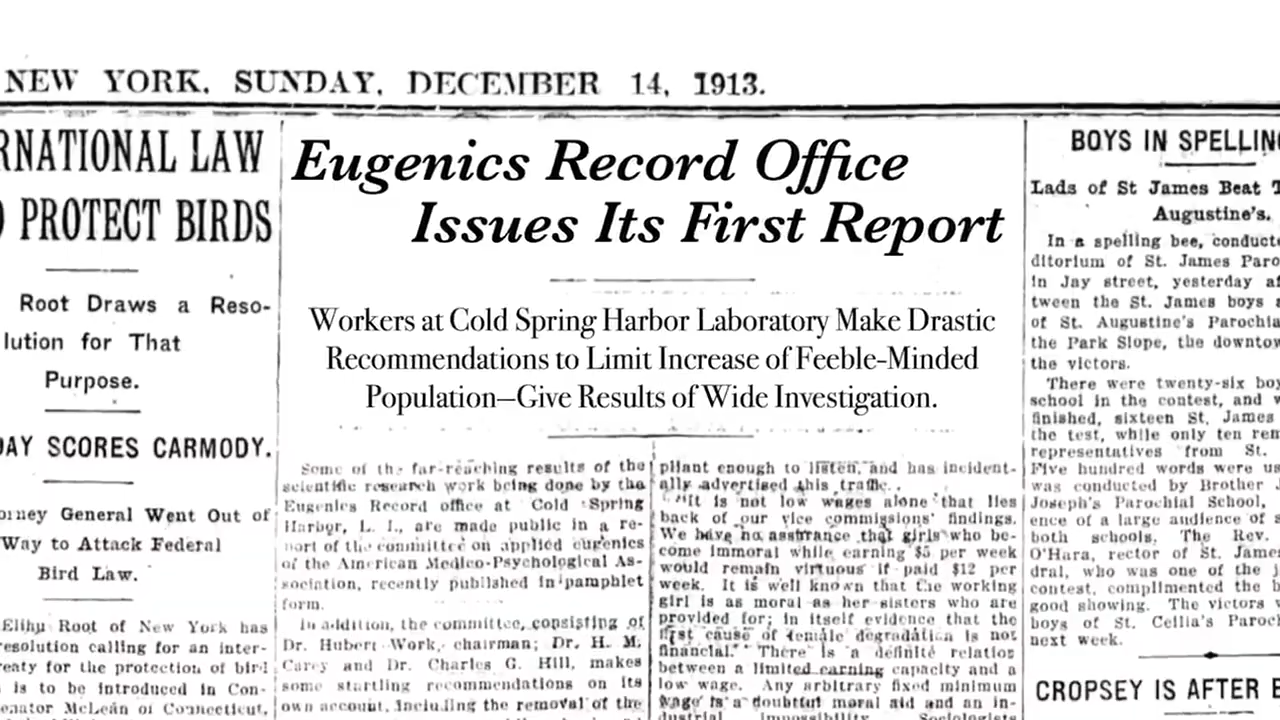 NEW YORK, SUNDAY, DECEMBER 14, 1913.
RNATIONAL LAW
PROTECT BIRDS
Root Draws a Reso-
lution for That
Purpose.
DAY SCORES CARMODY.
orney General Went Out of
Way to Attack Federal
Bird Law.
Elihu Root of New York has
resolution calling for an inter-
reaty for the protection of bird
is to be introduced in Con-
enator McLean of Connecticut,
Eugenics Record Office
Issues Its First Report
Workers at Cold Spring Harbor Laboratory Make Drastic
Recommendations to Limit Increase of Feeble-Minded
Population—Give Results of Wide Investigation.
Some of the far-reaching results of the
scientific research work being done by the
Eugenics Record office at Cold Spring
Harbor, L. I., are made public in a re-
port of the committee on applied eugenics
of the American Medico-Psychological As-
sociation, recently published in pamphlet
form.
In addition, the committee, consisting of
Dr. Hubert Work, chairman; Dr. H. M.
Carey and Dr. Charles G. Hill, makes
some startling recommendations on its
own account, including the removal of the
pliant enough to listen, and has incident-
ally advertised this traffic.
"It is not low wages alone that lies
back of our vice commissions' findings.
We have no assurance that girls who be-
come immoral while earning $5 per week
would remain virtuous if paid $12 per
week. It is well known that the working
girl is as moral as her sisters who are
provided for; in itself evidence that the
first cause of female degradation is not
financial." There is a definite relation
between a limited earning capacity and a
low wage. Any arbitrary fixed minimum
wage is a doubtful most aid and an in-
dustrial impossibility. Sociologists
BOYS IN SPELLIN
Lads of St James Beat
Augustine's.
In a spelling bee, conduct
ditorium of St. James Paro
in Jay street, yesterday af
tween the St. James boys
of St. Augustine's Parochia
the Park Slope, the downtow
the victors.
There were twenty-six boy
school in the contest, and w
finished, sixteen St. James
the test, while only ten rem
representatives from St.
Five hundred words were us
was conducted by Brother J
Joseph's Parochial School,
ence of a large audience of s
both schools. The Rev.
O'Hara, rector of St. James
dral, who was one of the j
contest, complimented the b
good showing. The victors w
boys of St. Cellia's Paroc
next week.
CROPSEY IS AFTER E